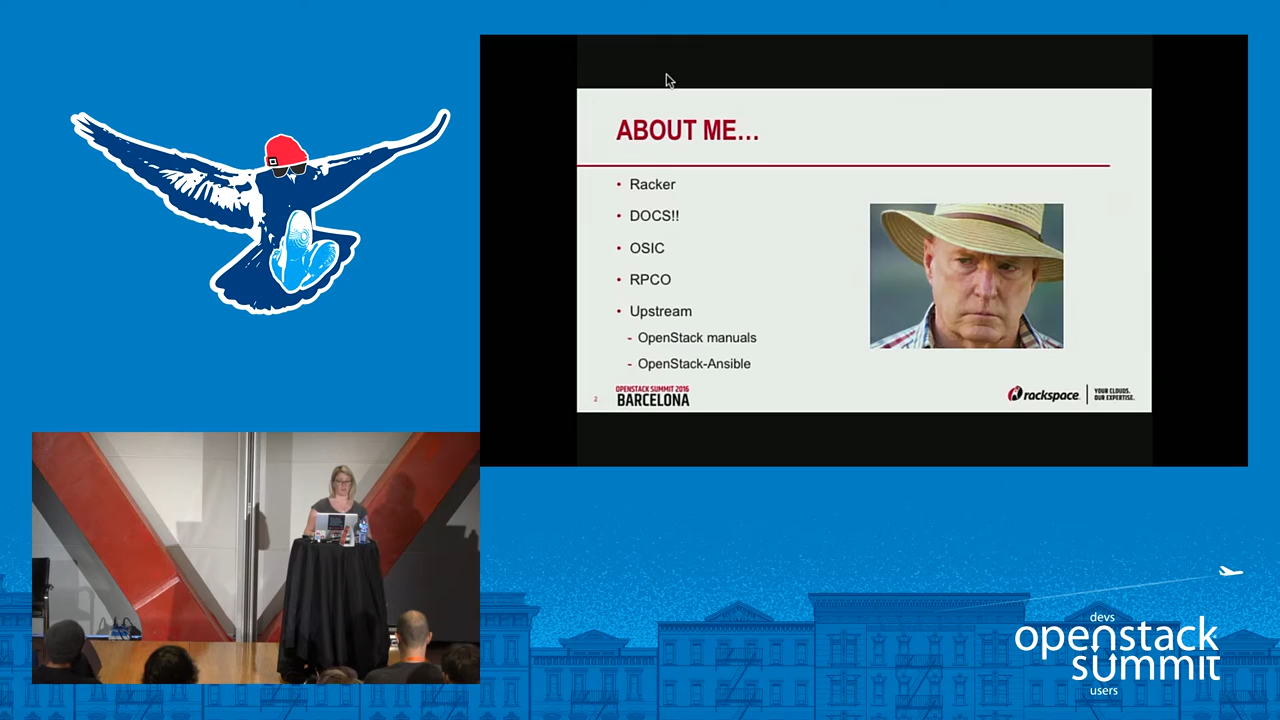 ABOUT ME...
• Racker
• DOCS!!
• OSIC
• RPCO
• Upstream
- OpenStack manuals
- OpenStack-Ansible
2
OPENSTACK SUMMIT 2016
BARCELONA
rackspace.
YOUR CLOUDS.
OUR EXPERTISE.
devs
openstack
summit
users